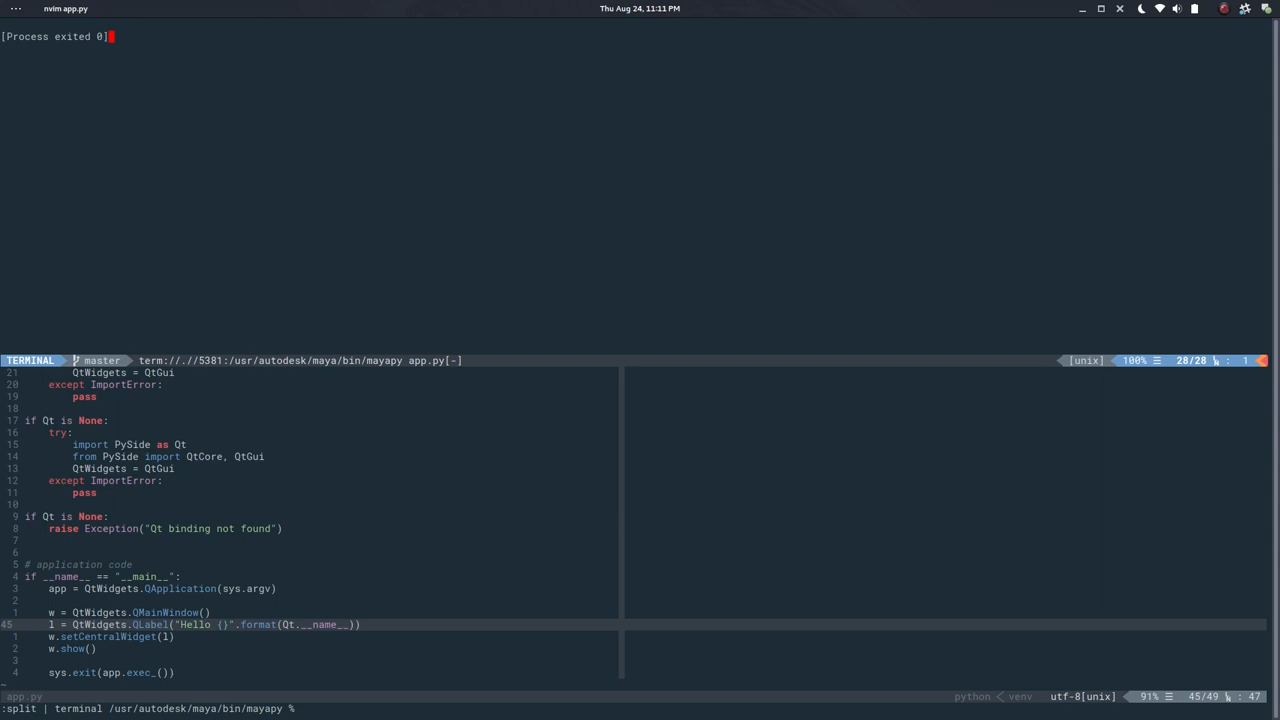 ··· nvim app.py Thu Aug 24, 11:11 PM
[Process exited 0]
TERMINAL master term://.//5381:/usr/autodesk/maya/bin/mayapy app.py[-] [unix] 100% ☰ 28/28 ㏑ : 1
21 QtWidgets = QtGui
20 except ImportError:
19 pass
18
17 if Qt is None:
16 try:
15 import PySide as Qt
14 from PySide import QtCore, QtGui
13 QtWidgets = QtGui
12 except ImportError:
11 pass
10
9 if Qt is None:
8 raise Exception("Qt binding not found")
7
6
5 # application code
4 if __name__ == "__main__":
3 app = QtWidgets.QApplication(sys.argv)
2
1 w = QtWidgets.QMainWindow()
45 l = QtWidgets.QLabel("Hello {}".format(Qt.__name__))
1 w.setCentralWidget(l)
2 w.show()
3
4 sys.exit(app.exec_())
~
app.py python venv utf-8[unix] 91% ☰ 45/49 ㏑ : 47
:split | terminal /usr/autodesk/maya/bin/mayapy %